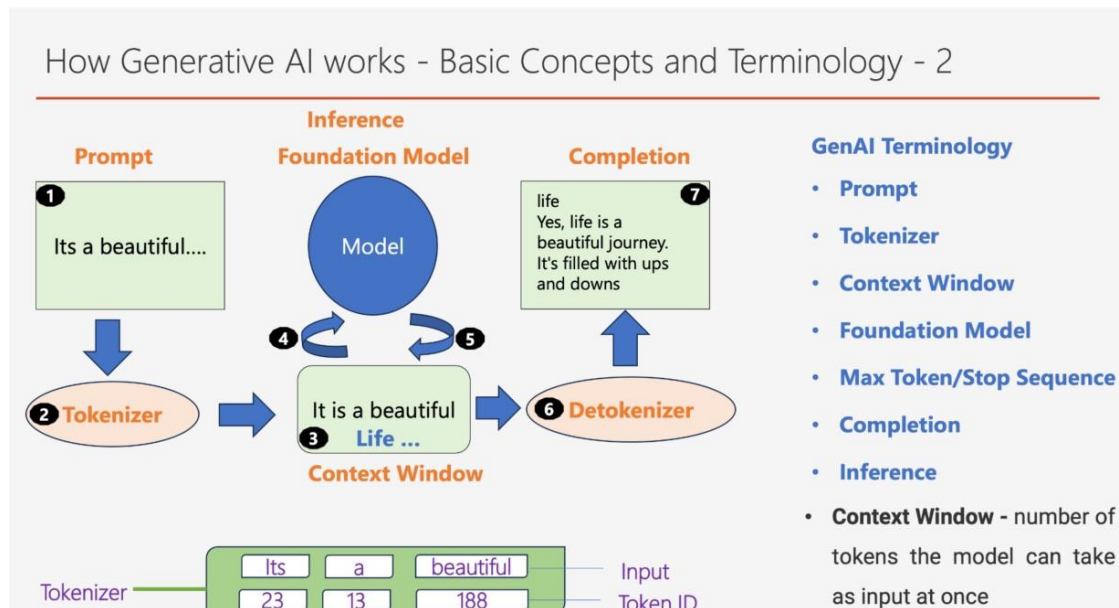 How Generative AI works - Basic Concepts and Terminology - 2
Inference
Prompt
Foundation Model
Completion
1
Its a beautiful....
Model
7
life
Yes, life is a
beautiful journey.
It's filled with ups
and downs
4
5
2 Tokenizer
It is a beautiful
3 Life ...
6 Detokenizer
Context Window
GenAI Terminology
• Prompt
• Tokenizer
• Context Window
• Foundation Model
• Max Token/Stop Sequence
• Completion
• Inference
• Context Window - number of
tokens the model can take
as input at once
Tokenizer
Its a beautiful Input
23 13 188 Token ID